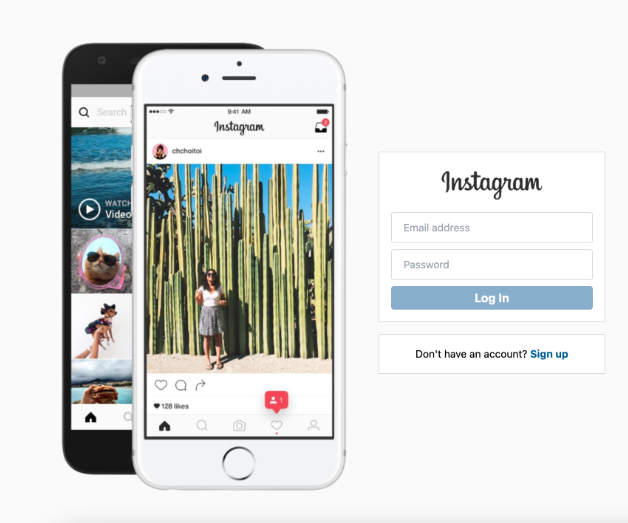 Search
WATCH
Video
9:41 AM
Instagram
2
chchoitoi
128 likes
1
Instagram
Email address
Password
Log In
Don't have an account? Sign up